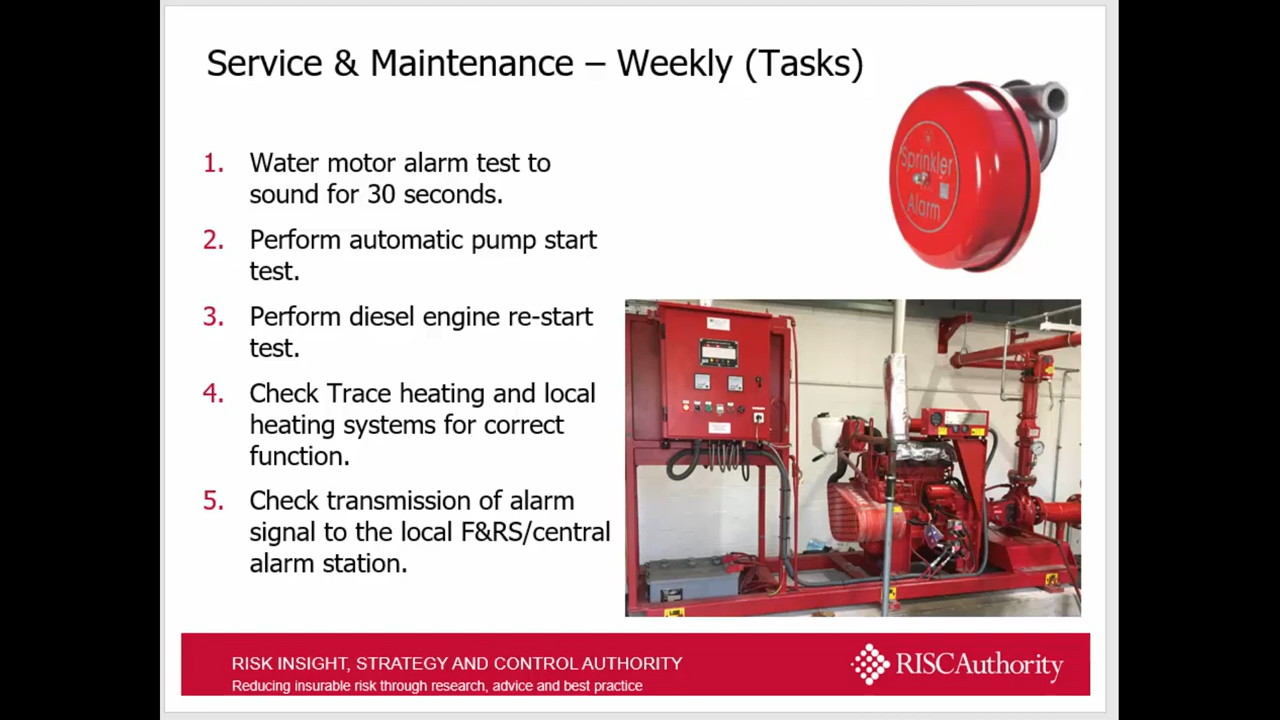 Service & Maintenance – Weekly (Tasks)
1. Water motor alarm test to
sound for 30 seconds.
2. Perform automatic pump start
test.
3. Perform diesel engine re-start
test.
4. Check Trace heating and local
heating systems for correct
function.
5. Check transmission of alarm
signal to the local F&RS/central
alarm station.
Sprinkler
Alarm
RISK INSIGHT, STRATEGY AND CONTROL AUTHORITY
Reducing insurable risk through research, advice and best practice
RISCAuthority